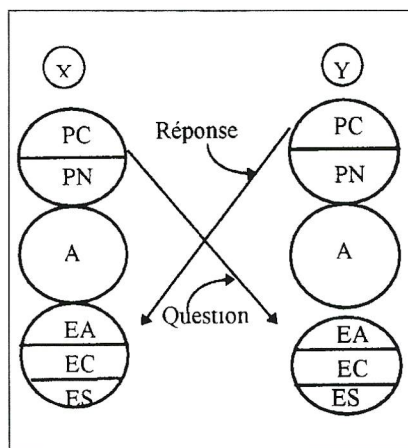 X Y
PC PC
Réponse
PN PN
A A
Question
EA EA
EC EC
ES ES